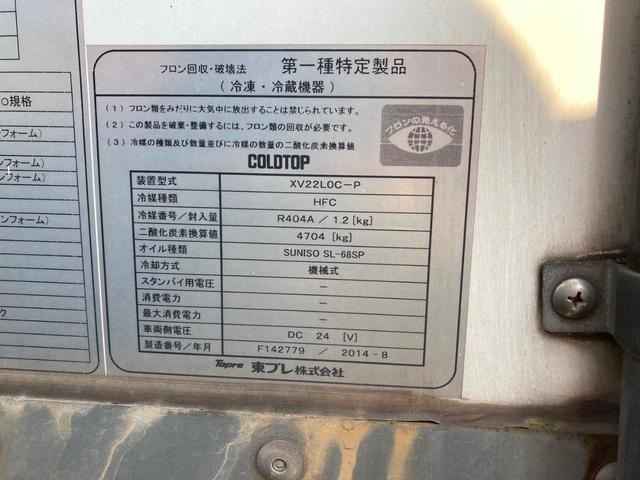 フロン回収・破壊法 第一種特定製品
(冷凍・冷蔵機器)
(1) フロン類をみだりに大気中に放出することは禁じられています。
(2) この製品を廃棄・整備するには、フロン類の回収が必要です。
(3) 冷媒の種類及び数量並びに冷媒の数量の二酸化炭素換算値
フロンの見える化
COLDTOP
装置型式 XV22L0C-P
冷媒種類 HFC
冷媒番号/封入量 R404A / 1.2 [kg]
二酸化炭素換算値 4704 [kg]
オイル種類 SUNISO SL-68SP
冷却方式 機械式
スタンバイ用電圧 -
消費電力 -
最大消費電力 -
車両側電圧 DC 24 [V]
製造番号/年月 F142779 / 2014-8
Topre 東プレ株式会社
規格
フォーム)
ンフォーム)
ンフォーム)
フォーム)
ク